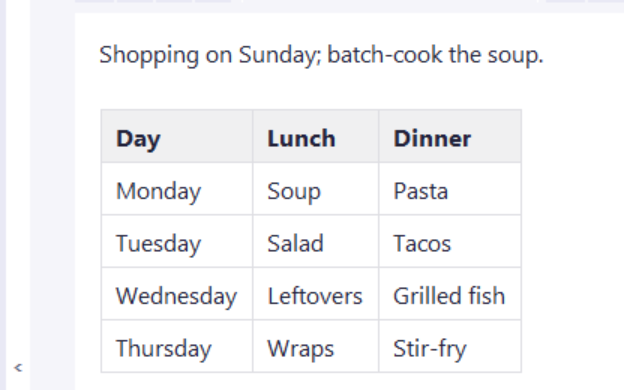 Shopping on Sunday; batch-cook the soup.
Day Lunch Dinner
Monday Soup Pasta
Tuesday Salad Tacos
Wednesday Leftovers Grilled fish
Thursday Wraps Stir-fry